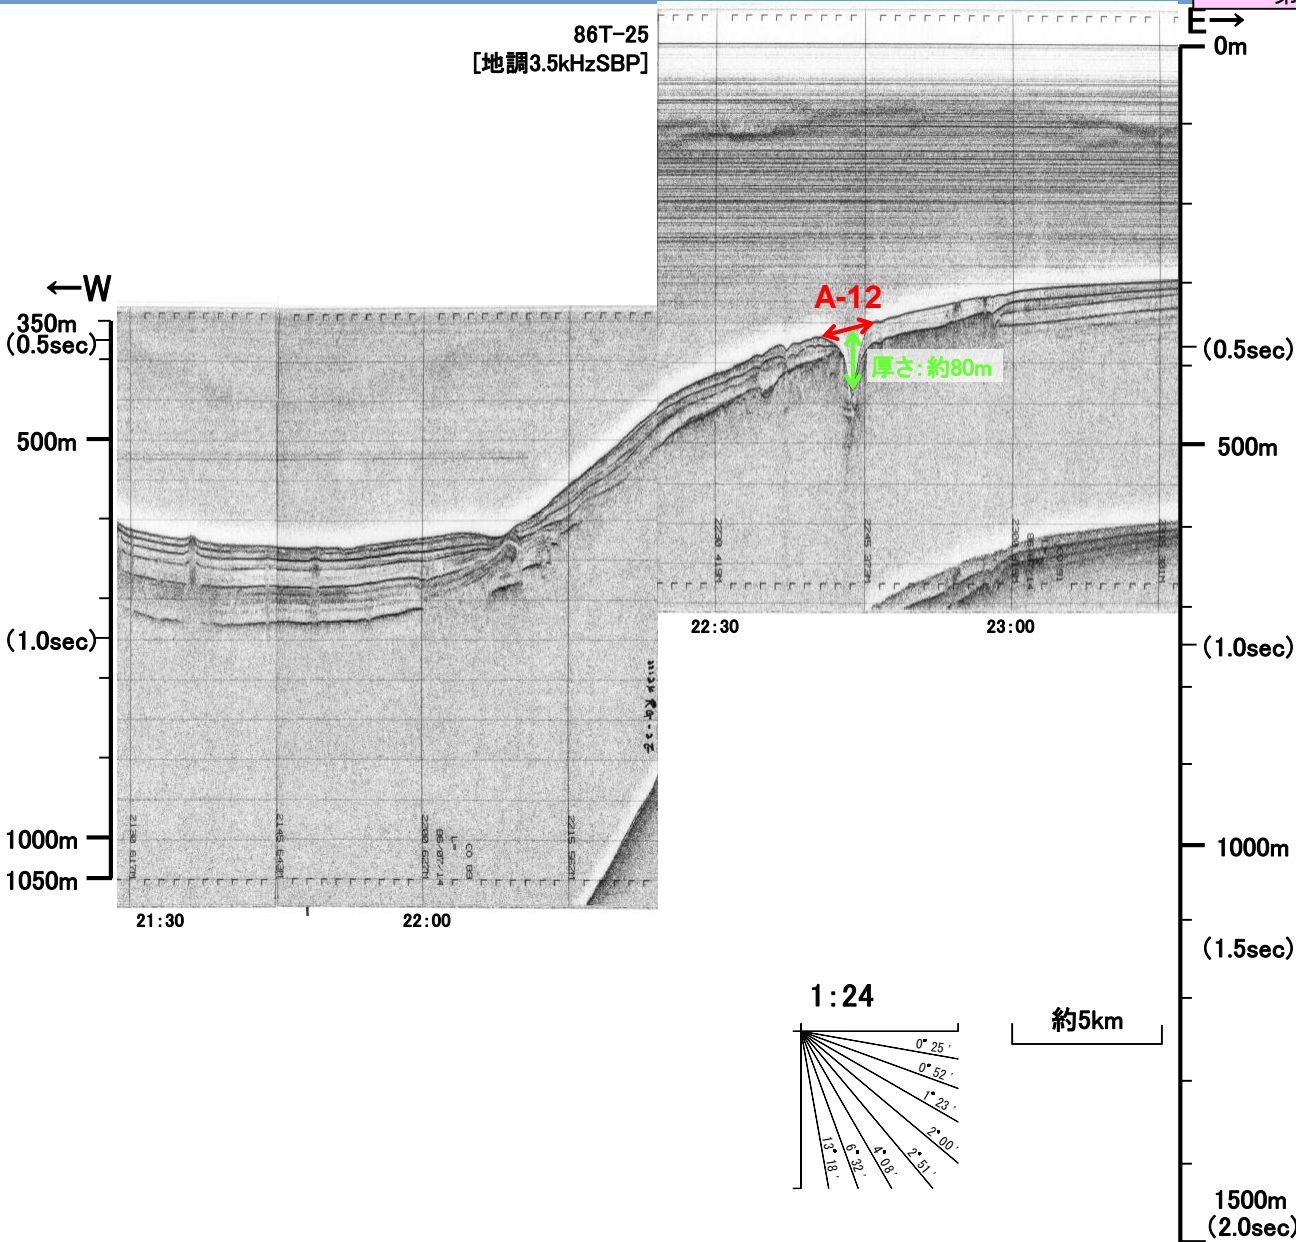 86T-25
[地調3.5kHzSBP]
E→
0m
←W
350m
(0.5sec)
A-12
(0.5sec)
厚さ:約80m
500m
500m
22:30
23:00
(1.0sec)
(1.0sec)
1000m
1050m
1000m
21:30
22:00
(1.5sec)
1:24
約5km
0°25′
0°52′
1°23′
2°00′
2°51′
4°08′
6°32′
13°18′
1500m
(2.0sec)